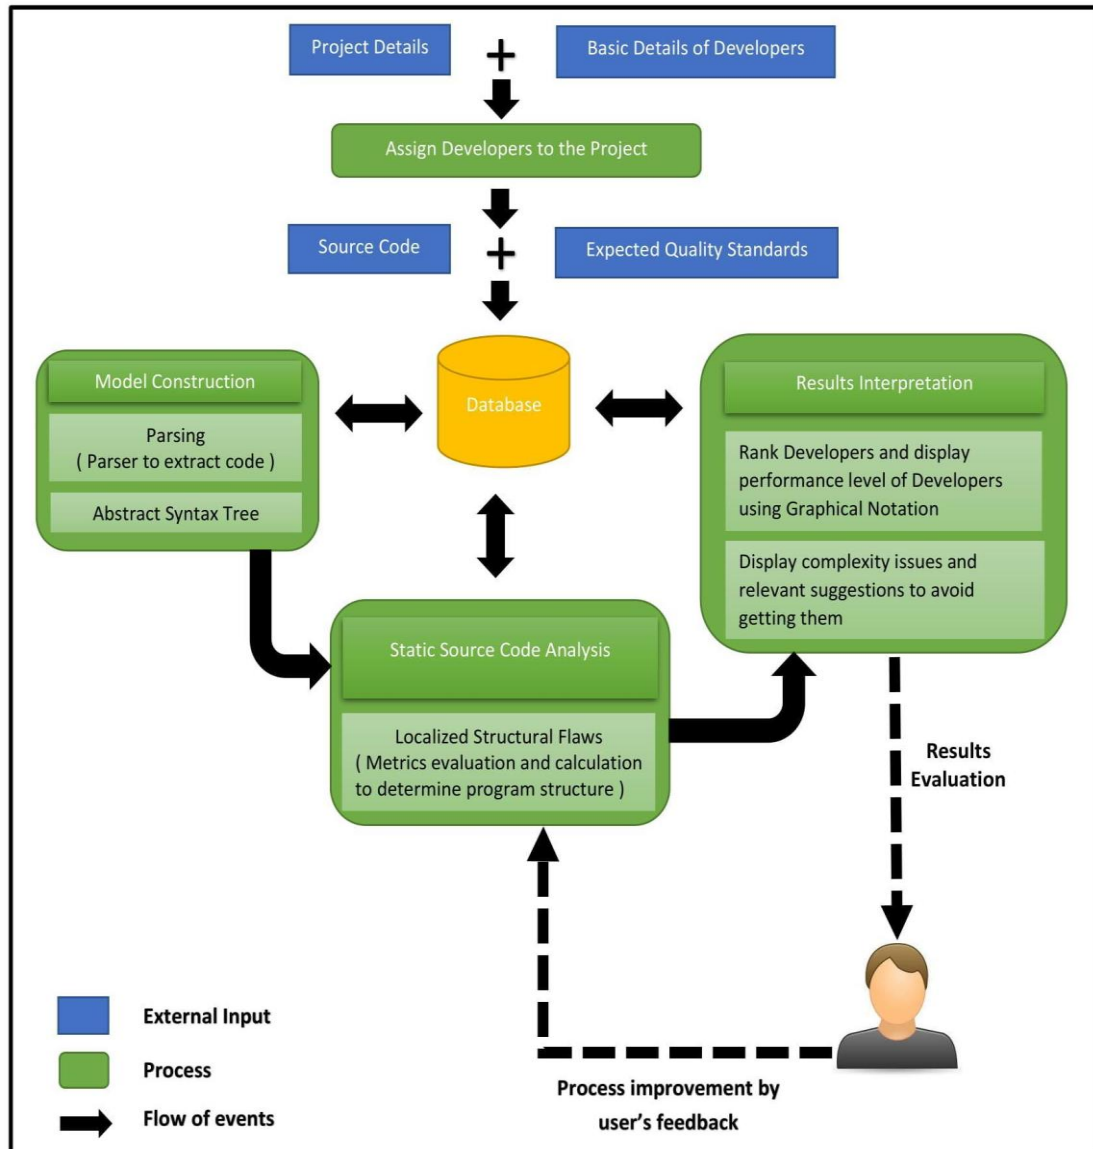 Project Details
+
Basic Details of Developers
Assign Developers to the Project
Source Code
+
Expected Quality Standards
Database
Model Construction
Parsing
( Parser to extract code )
Abstract Syntax Tree
Results Interpretation
Rank Developers and display
performance level of Developers
using Graphical Notation
Display complexity issues and
relevant suggestions to avoid
getting them
Static Source Code Analysis
Localized Structural Flaws
( Metrics evaluation and calculation
to determine program structure )
Results
Evaluation
Process improvement by
user’s feedback
External Input
Process
Flow of events